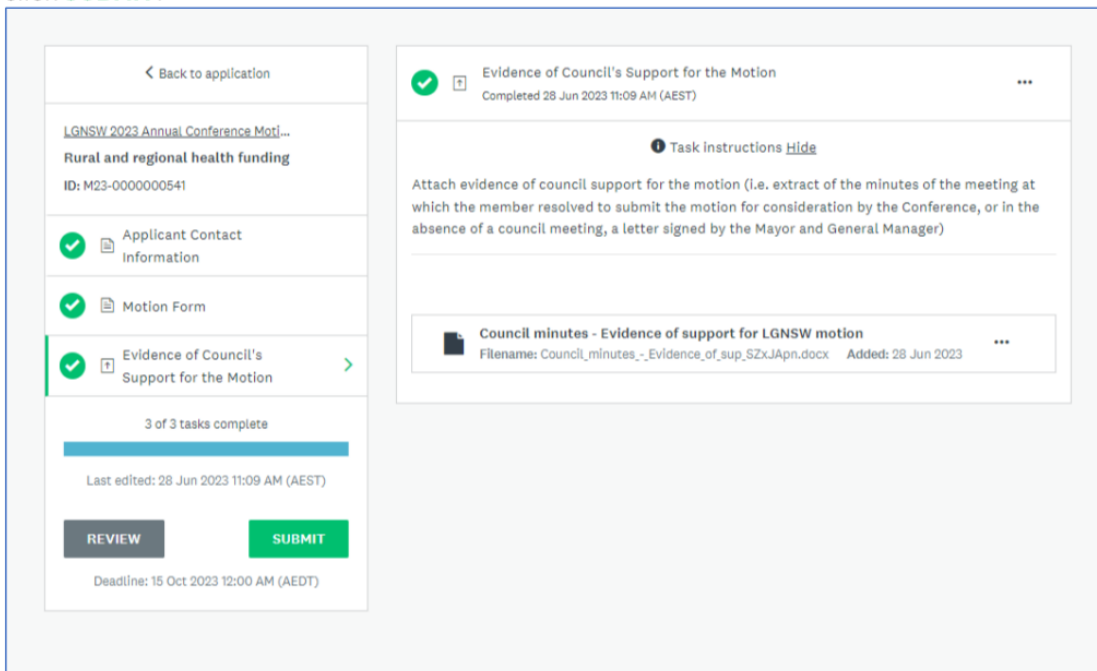 Back to application
LGNSW 2023 Annual Conference Moti...
Rural and regional health funding
ID: M23-0000000541
Applicant Contact
Information
Motion Form
Evidence of Council's
Support for the Motion
3 of 3 tasks complete
Last edited: 28 Jun 2023 11:09 AM (AEST)
REVIEW
SUBMIT
Deadline: 15 Oct 2023 12:00 AM (AEDT)
Evidence of Council's Support for the Motion
Completed 28 Jun 2023 11:09 AM (AEST)
Task instructions Hide
Attach evidence of council support for the motion (i.e. extract of the minutes of the meeting at
which the member resolved to submit the motion for consideration by the Conference, or in the
absence of a council meeting, a letter signed by the Mayor and General Manager)
Council minutes - Evidence of support for LGNSW motion
Filename: Council_minutes_-_Evidence_of_sup_SZxJApn.docx Added: 28 Jun 2023